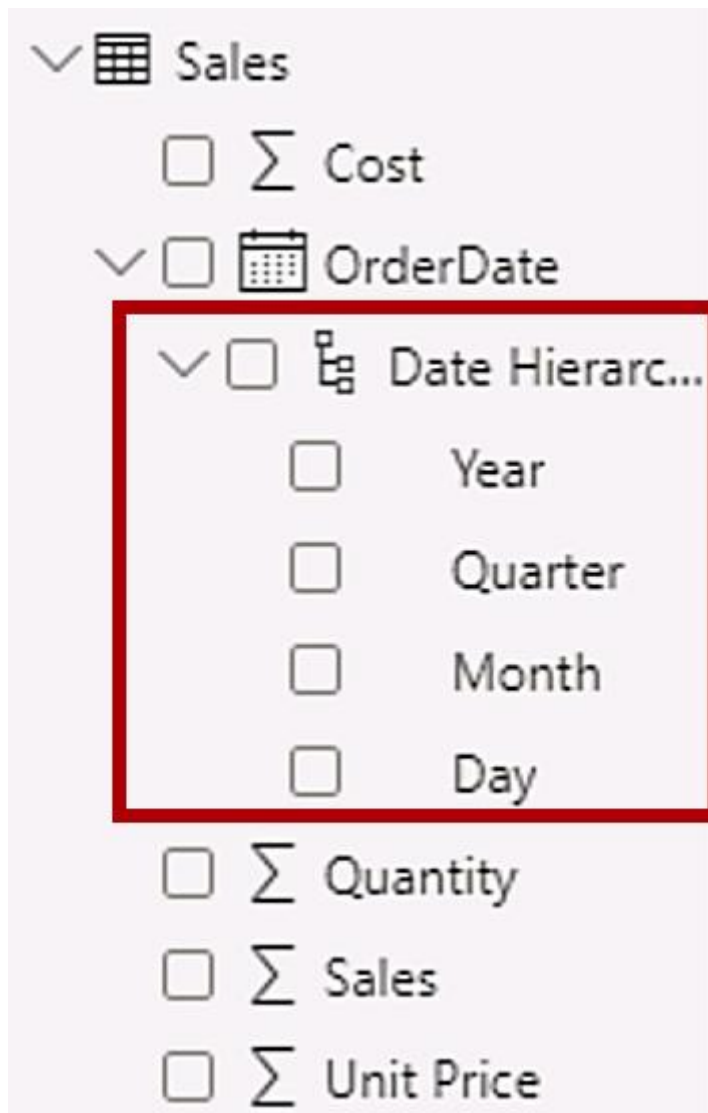 Sales
Cost
OrderDate
Date Hierarc...
Year
Quarter
Month
Day
Quantity
Sales
Unit Price